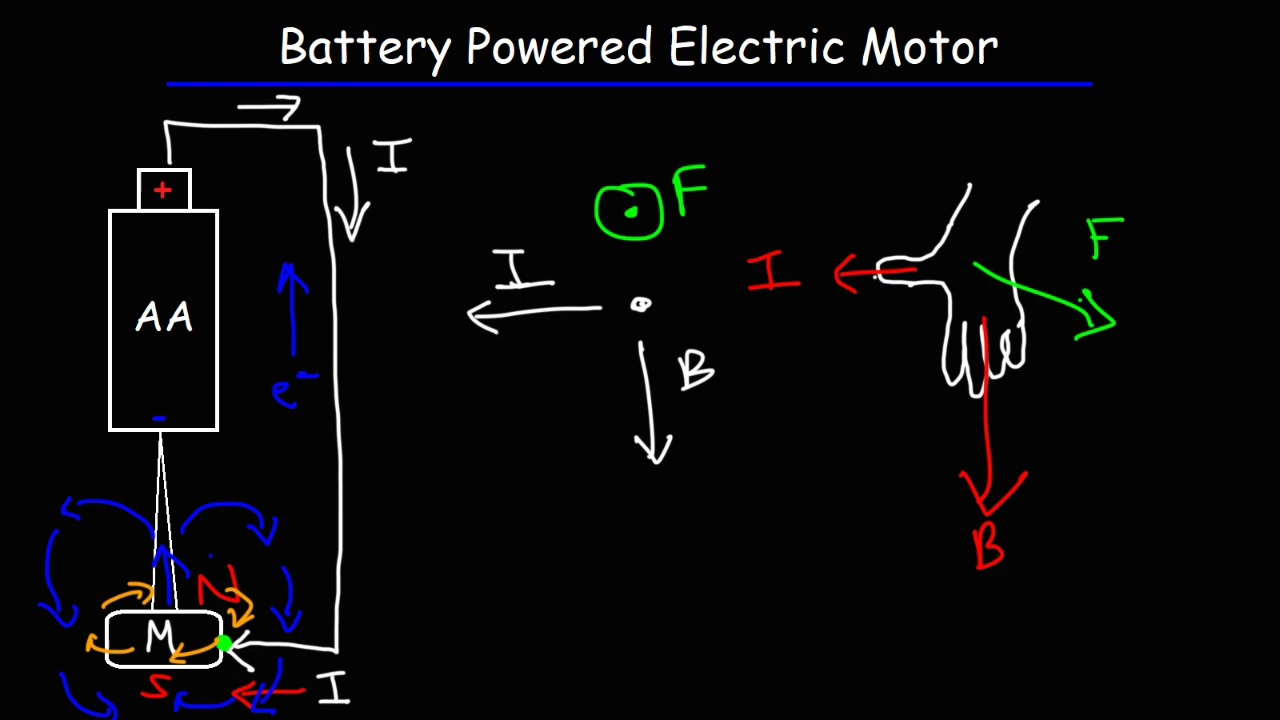 Battery Powered Electric Motor
I
+
F
F
I
I
AA
B
e-
-
B
N
M
S
I